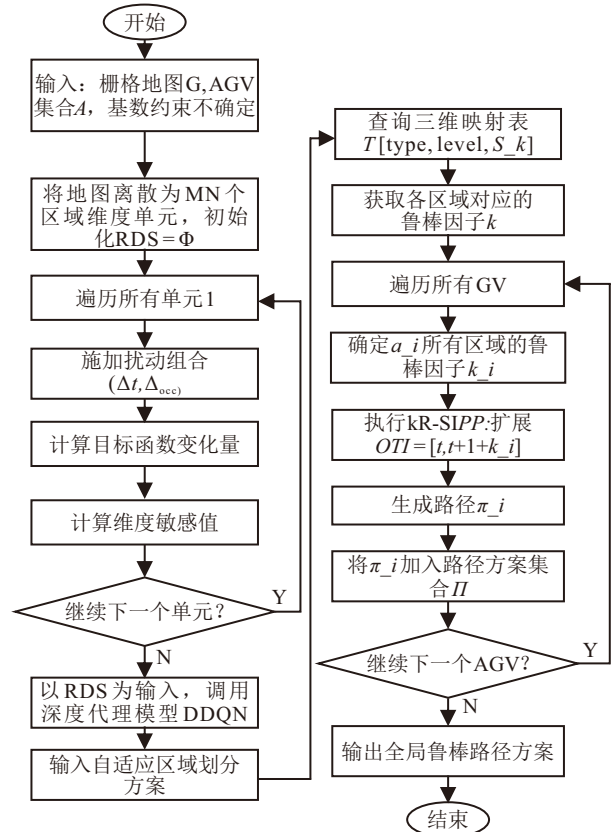 开始
输入：栅格地图G,AGV
集合A，基数约束不确定
将地图离散为MN个
区域维度单元，初始
化RDS=Φ
遍历所有单元1
施加扰动组合
(Δt,Δocc)
计算目标函数变化量
计算维度敏感值
继续下一个单元？
Y
N
以RDS为输入，调用
深度代理模型DDQN
输入自适应区域划分
方案
查询三维映射表
T[type,level,S_k]
获取各区域对应的
鲁棒因子k
遍历所有GV
确定a_i所有区域的鲁
棒因子k_i
执行kR-SIPP:扩展
OTI=[t,t+1+k_i]
生成路径π_i
将π_i加入路径方案集
合Π
继续下一个AGV？
Y
N
输出全局鲁棒路径方案
结束